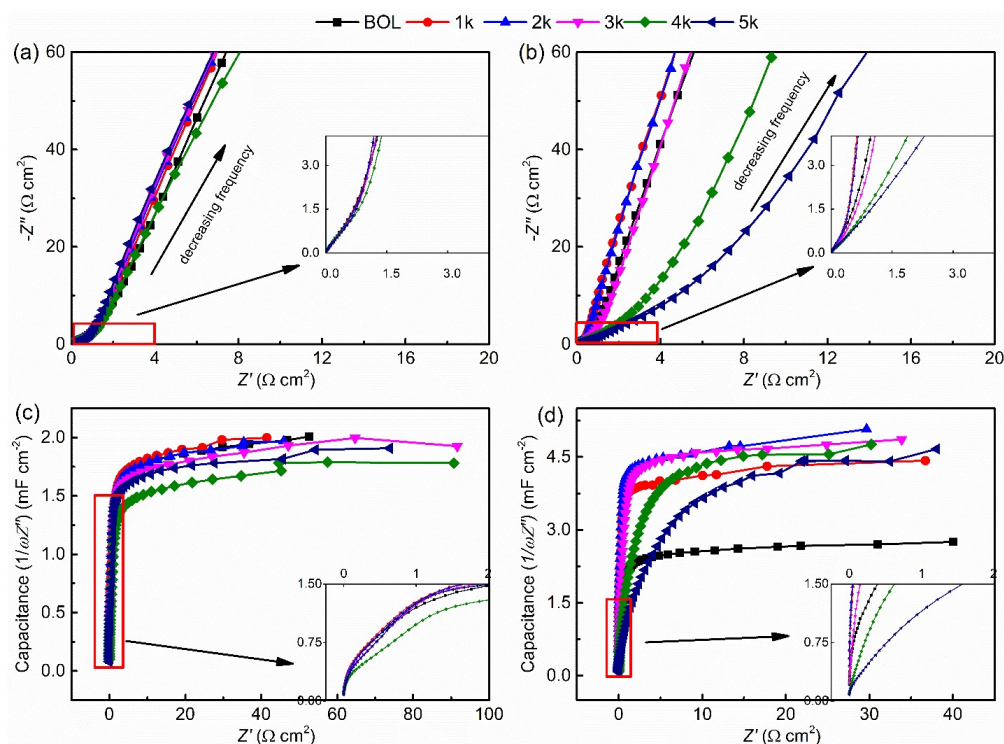 BOL 1k 2k 3k 4k 5k
(a)
60
40
20
0
-Z″ (Ω cm²)
decreasing frequency
3.0
1.5
0.0
0.0 1.5 3.0
0 4 8 12 16 20
Z′ (Ω cm²)
(b)
60
40
20
0
-Z″ (Ω cm²)
decreasing frequency
3.0
1.5
0.0
0.0 1.5 3.0
0 4 8 12 16 20
Z′ (Ω cm²)
(c)
2.0
1.5
1.0
0.5
0.0
Capacitance (1/ωZ″) (mF cm⁻²)
0 1 2
1.50
0.75
0.00
0 20 40 60 80 100
Z′ (Ω cm²)
(d)
4.5
3.0
1.5
0.0
Capacitance (1/ωZ″) (mF cm⁻²)
0 1 2
1.50
0.75
0.00
0 10 20 30 40
Z′ (Ω cm²)